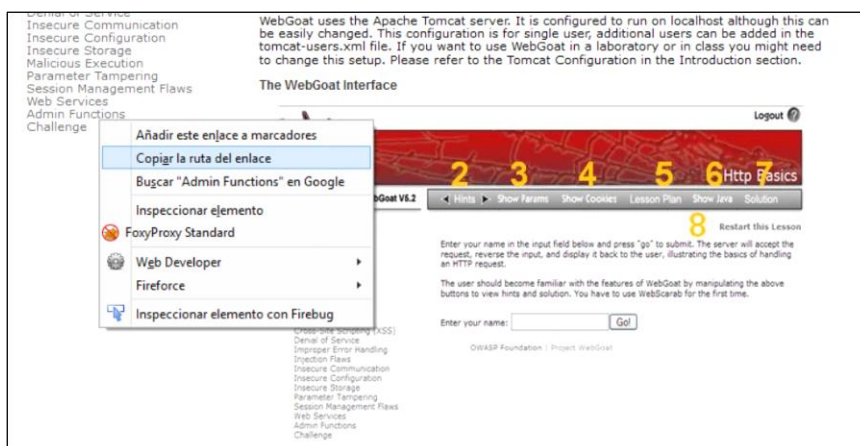 Denial of Service
Insecure Communication
Insecure Configuration
Insecure Storage
Malicious Execution
Parameter Tampering
Session Management Flaws
Web Services
Admin Functions
Challenge
WebGoat uses the Apache Tomcat server. It is configured to run on localhost although this can
be easily changed. This configuration is for single user, additional users can be added in the
tomcat-users.xml file. If you want to use WebGoat in a laboratory or in class you might need
to change this setup. Please refer to the Tomcat Configuration in the Introduction section.
The WebGoat Interface
Añadir este enlace a marcadores
Copiar la ruta del enlace
Buscar "Admin Functions" en Google
Inspeccionar elemento
FoxyProxy Standard
Web Developer
Fireforce
Inspeccionar elemento con Firebug
Logout ?
2 3 4 5 6 7
Http Basics
bGoat V5.2
Hints Show Params Show Cookies Lesson Plan Show Java Solution
8
Restart this Lesson
Enter your name in the input field below and press "go" to submit. The server will accept the
request, reverse the input, and display it back to the user, illustrating the basics of handling
an HTTP request.
The user should become familiar with the features of WebGoat by manipulating the above
buttons to view hints and solution. You have to use WebScarab for the first time.
Enter your name: Go!
OWASP Foundation | Project WebGoat
Cross-Site Scripting (XSS)
Denial of Service
Improper Error Handling
Injection Flaws
Insecure Communication
Insecure Configuration
Insecure Storage
Parameter Tampering
Session Management Flaws
Web Services
Admin Functions
Challenge